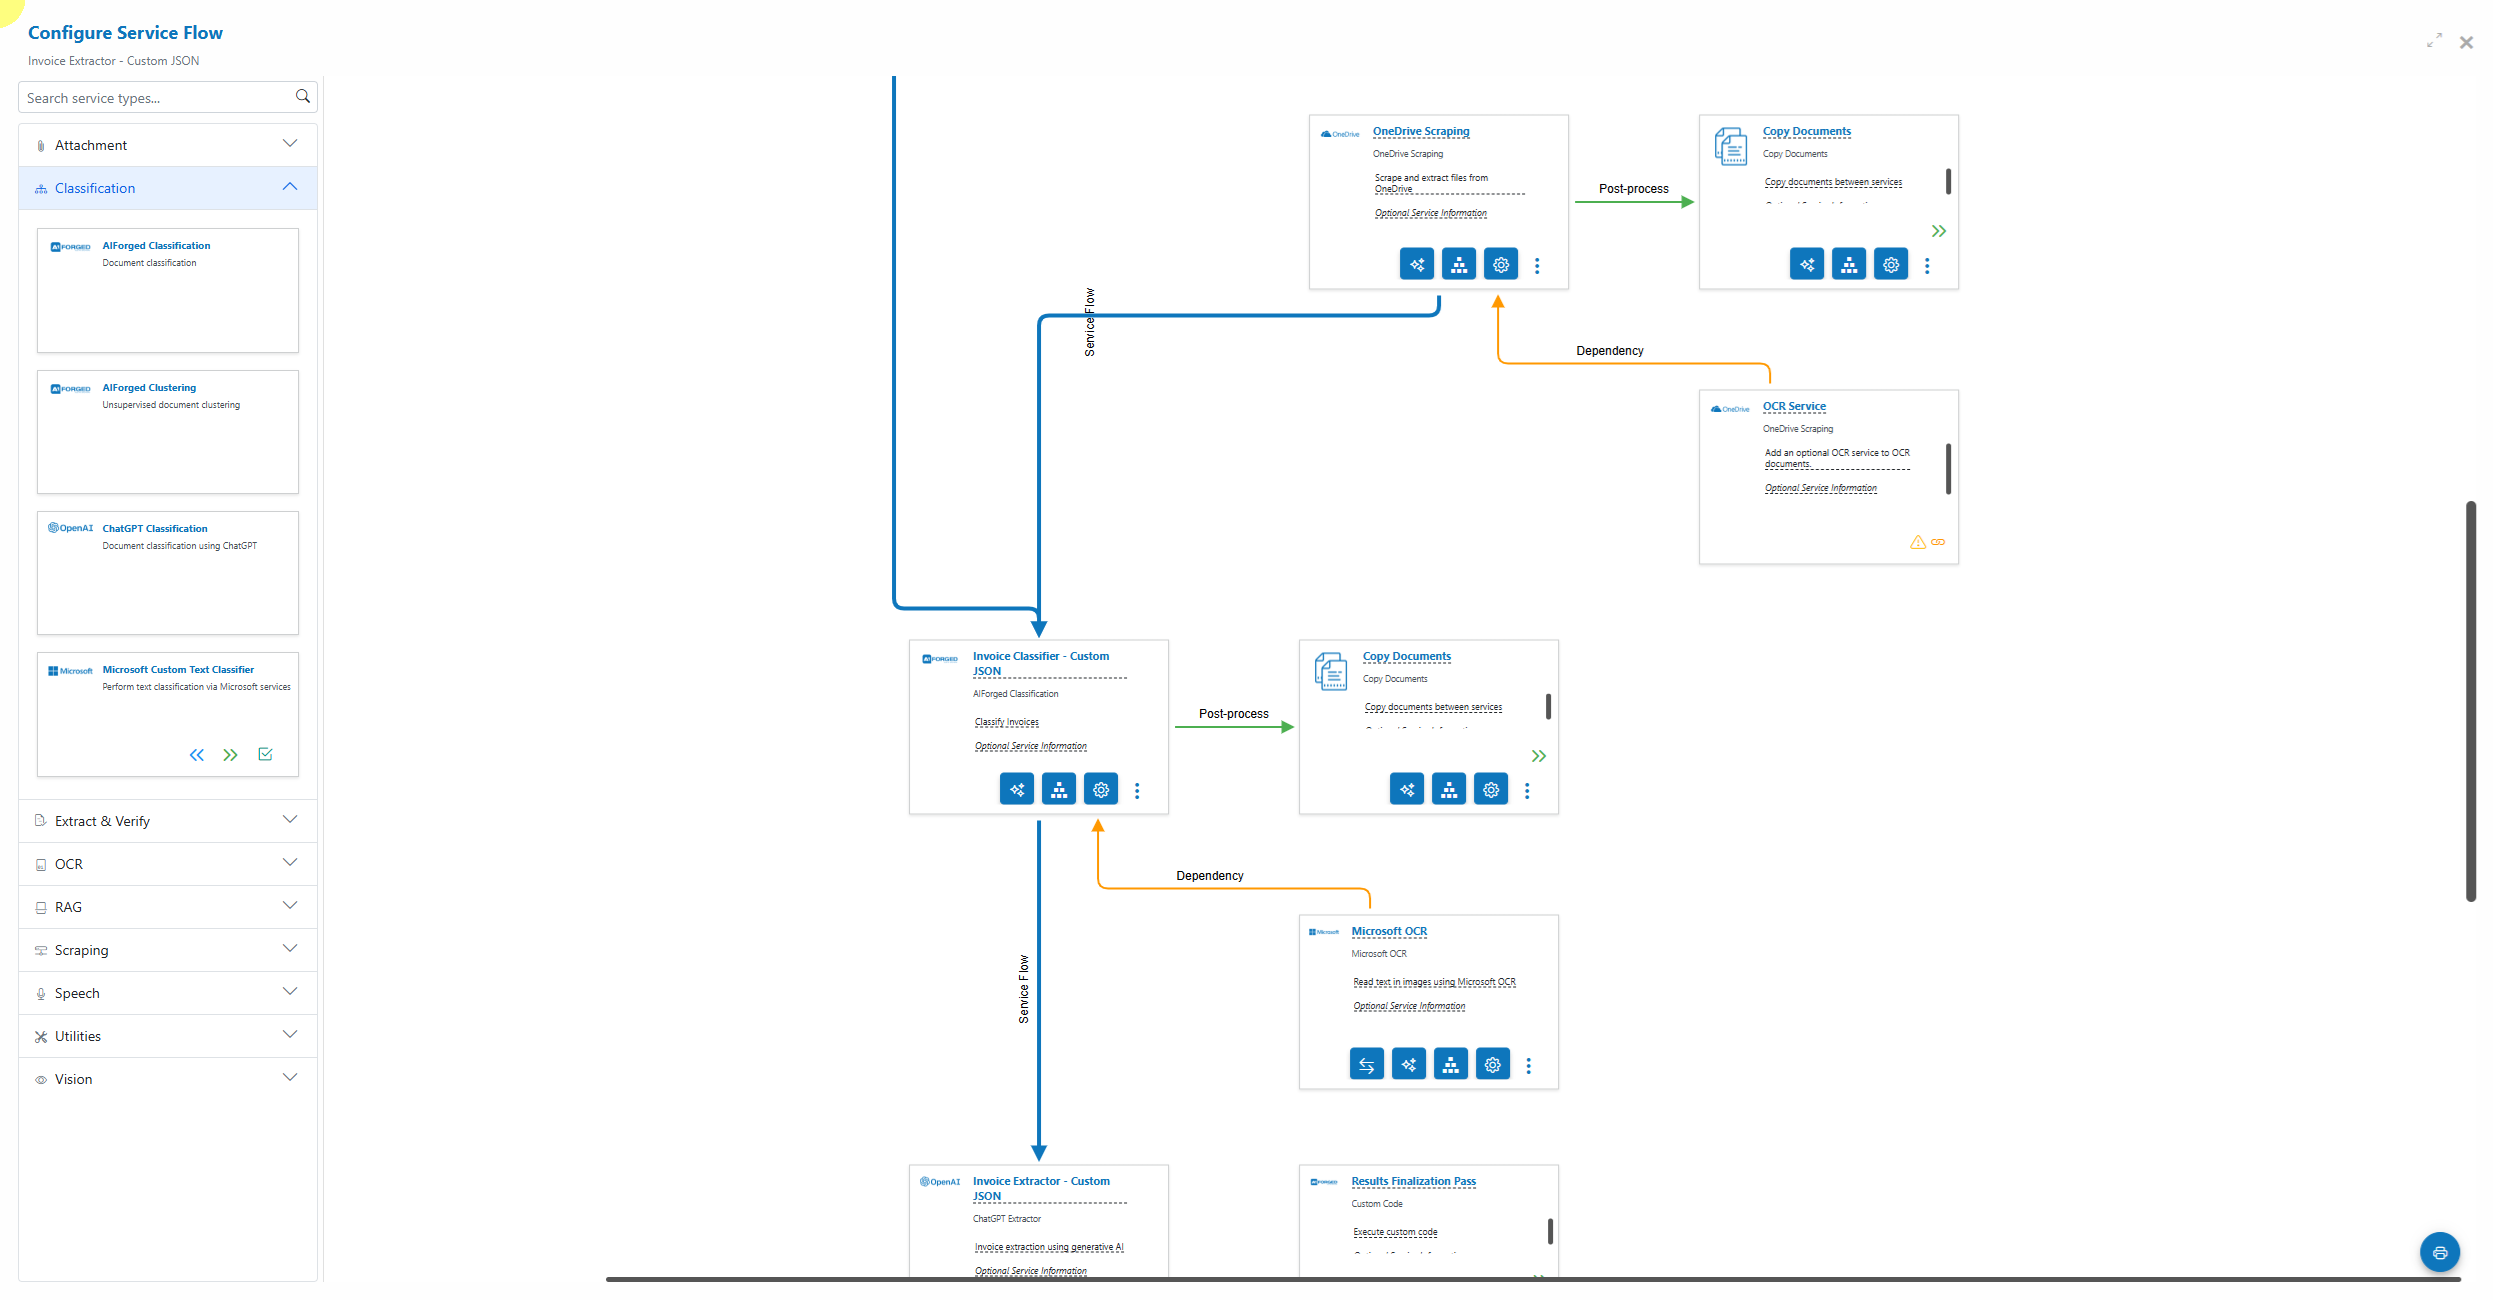 Configure Service Flow
Invoice Extractor - Custom JSON
Search service types...
Attachment
Classification
AIFORGED
AIForged Classification
Document classification
AIFORGED
AIForged Clustering
Unsupervised document clustering
OpenAI
ChatGPT Classification
Document classification using ChatGPT
Microsoft
Microsoft Custom Text Classifier
Perform text classification via Microsoft services
Extract & Verify
OCR
RAG
Scraping
Speech
Utilities
Vision
OneDrive
OneDrive Scraping
OneDrive Scraping
Scrape and extract files from
OneDrive
Optional Service Information
Post-process
Copy Documents
Copy Documents
Copy documents between services
Service Flow
Dependency
OneDrive
OCR Service
OneDrive Scraping
Add an optional OCR service to OCR
documents.
Optional Service Information
AIFORGED
Invoice Classifier - Custom
JSON
AIForged Classification
Classify Invoices
Optional Service Information
Post-process
Copy Documents
Copy Documents
Copy documents between services
Dependency
Service Flow
Microsoft
Microsoft OCR
Microsoft OCR
Read text in images using Microsoft OCR
Optional Service Information
OpenAI
Invoice Extractor - Custom
JSON
ChatGPT Extractor
Invoice extraction using generative AI
Optional Service Information
AIFORGED
Results Finalization Pass
Custom Code
Execute custom code